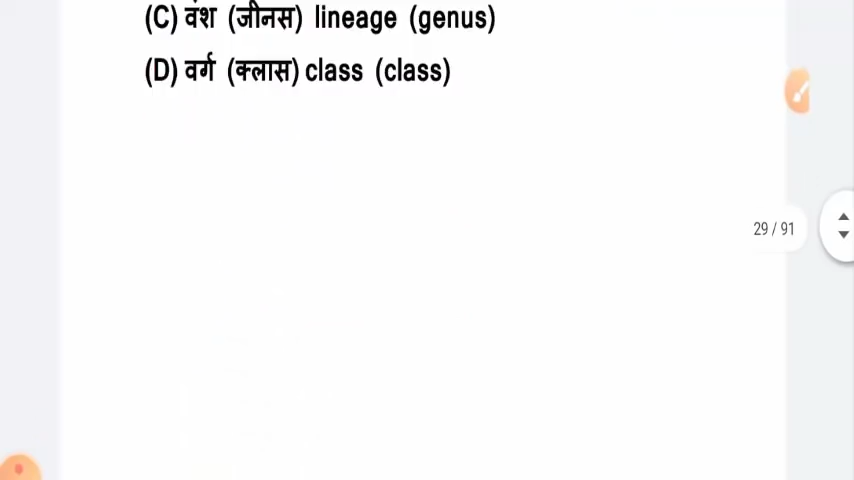 (C) वंश (जीनस) lineage (genus)
(D) वर्ग (क्लास) class (class)
29 / 91